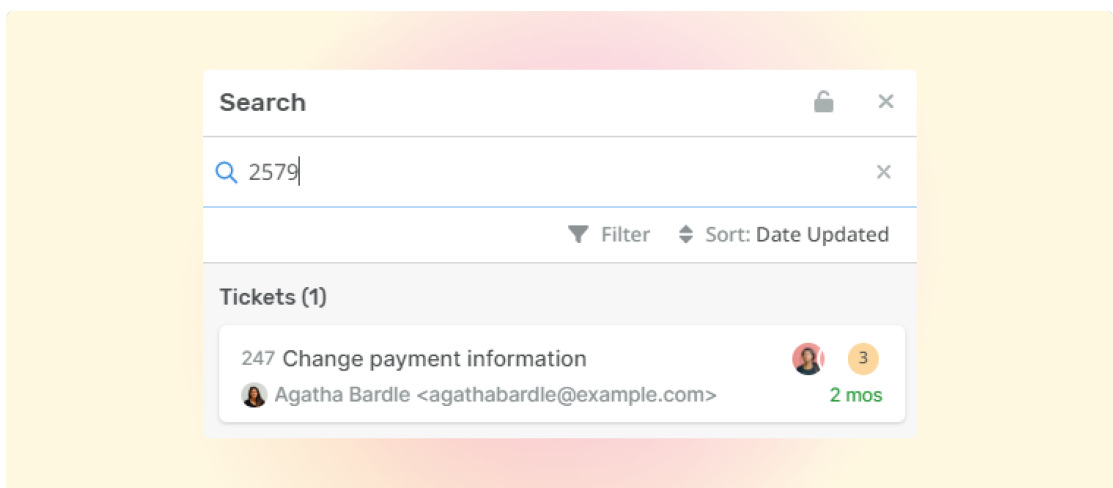 Search
2579
Filter Sort: Date Updated
Tickets (1)
247 Change payment information 3
Agatha Bardle <agathabardle@example.com> 2 mos